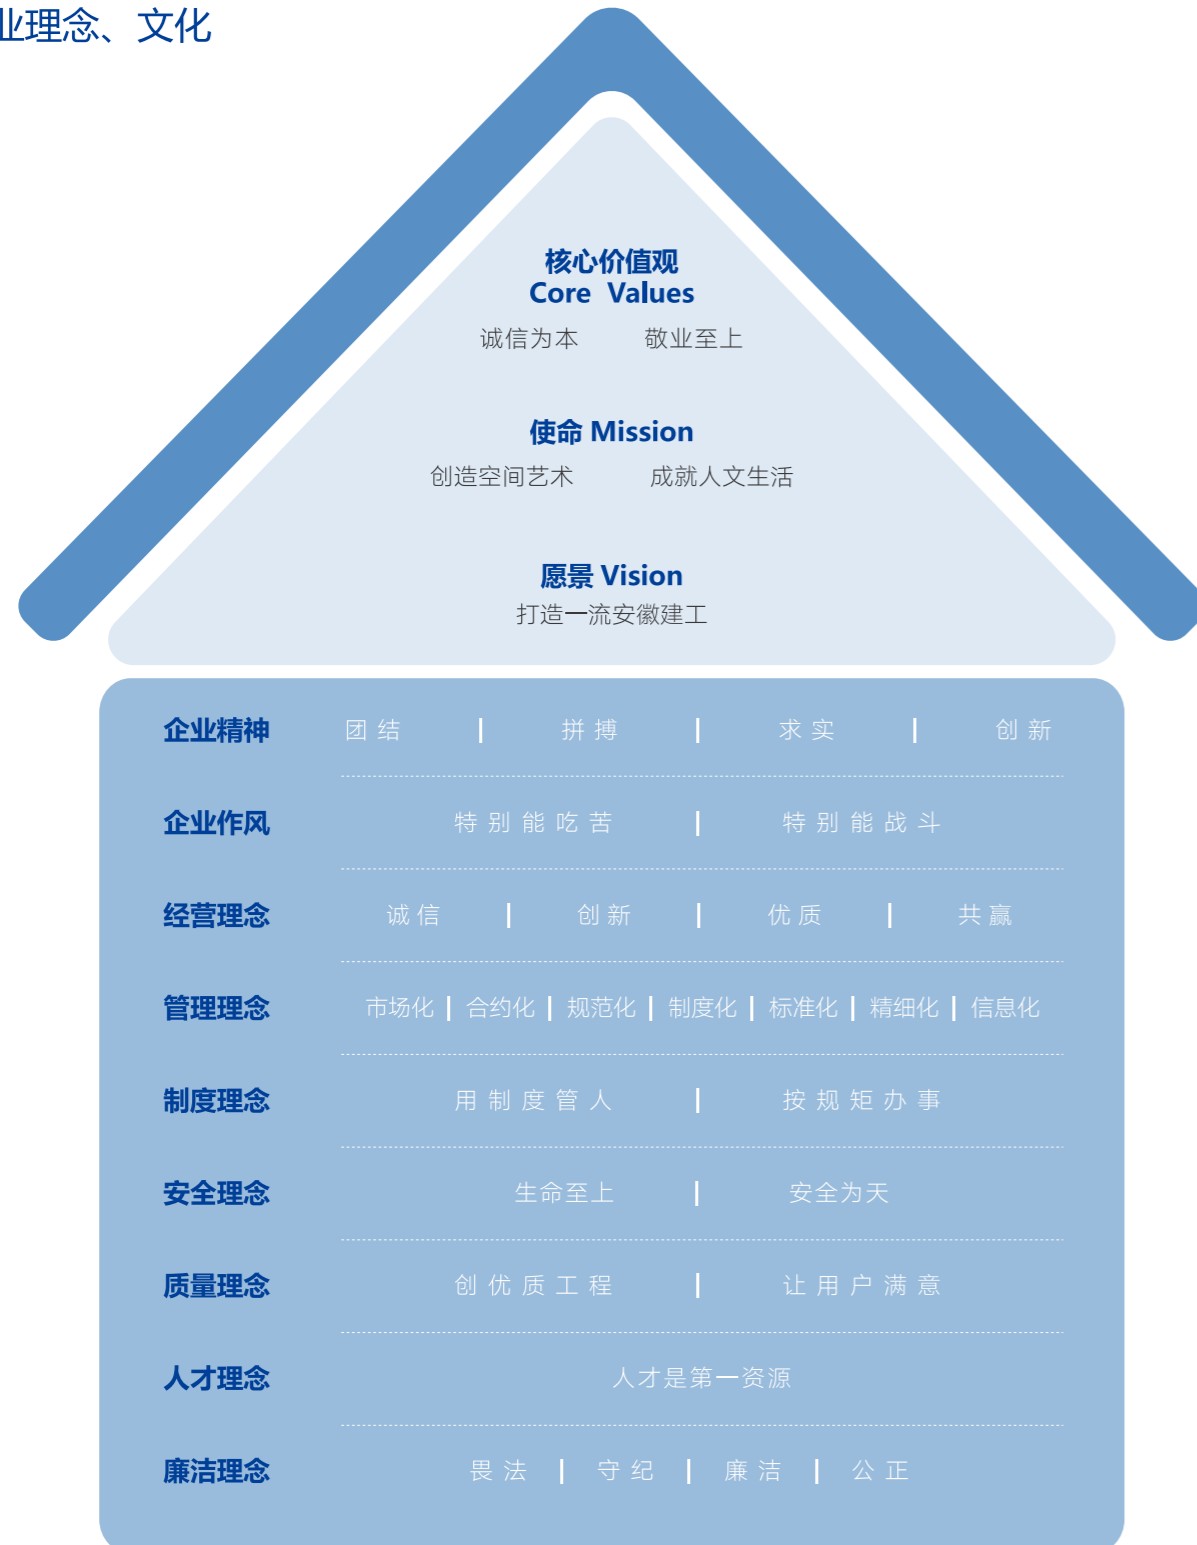 业理念、文化
核心价值观
Core Values
诚信为本 敬业至上
使命 Mission
创造空间艺术 成就人文生活
愿景 Vision
打造一流安徽建工
企业精神 团结 | 拼搏 | 求实 | 创新
企业作风 特别能吃苦 | 特别能战斗
经营理念 诚信 | 创新 | 优质 | 共赢
管理理念 市场化 | 合约化 | 规范化 | 制度化 | 标准化 | 精细化 | 信息化
制度理念 用制度管人 | 按规矩办事
安全理念 生命至上 | 安全为天
质量理念 创优质工程 | 让用户满意
人才理念 人才是第一资源
廉洁理念 畏法 | 守纪 | 廉洁 | 公正